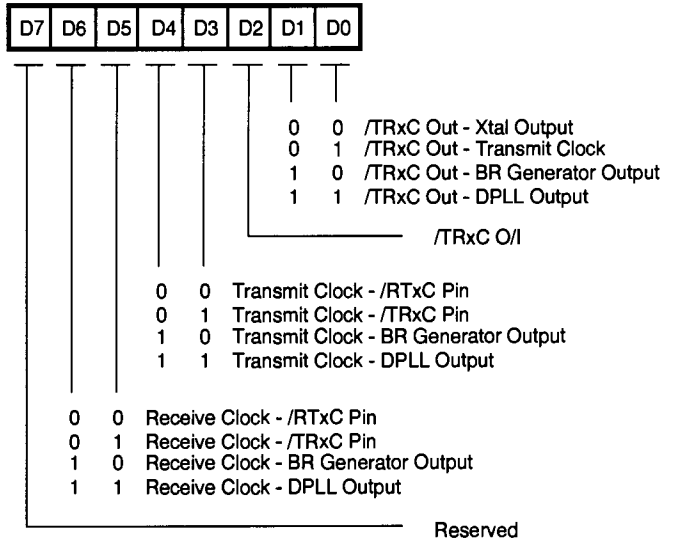 D7 D6 D5 D4 D3 D2 D1 D0
0 0 /TRxC Out - Xtal Output
0 1 /TRxC Out - Transmit Clock
1 0 /TRxC Out - BR Generator Output
1 1 /TRxC Out - DPLL Output
/TRxC O/I
0 0 Transmit Clock - /RTxC Pin
0 1 Transmit Clock - /TRxC Pin
1 0 Transmit Clock - BR Generator Output
1 1 Transmit Clock - DPLL Output
0 0 Receive Clock - /RTxC Pin
0 1 Receive Clock - /TRxC Pin
1 0 Receive Clock - BR Generator Output
1 1 Receive Clock - DPLL Output
Reserved